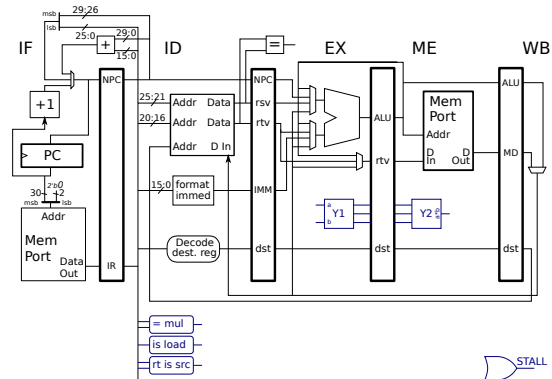 msb
29:26
lsb
25:0
29:0
15:0
+
=
IF
ID
EX
ME
WB
NPC
NPC
ALU
+1
PC
25:21
20:16
Addr
Data
Addr
Data
D In
rsv
rtv
ALU
rtv
Mem
Port
Addr
D
In
D
Out
MD
2'b0
30
2
msb
lsb
15:0
format
immed
IMM
a
b
Y1
Y2
Addr
Mem
Port
Data
Out
IR
Decode
dest. reg
dst
dst
dst
= mul
is load
rt is src
STALL